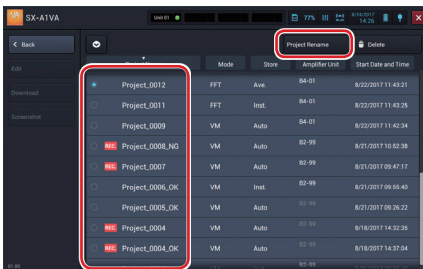 VA SX-A1VA Unit 01 77% 8/24/2017 14:26
Back Project Rename Delete
Mode Store Amplifier Unit Start Date and Time
Edit
Project_0012 FFT Ave. B4-01 8/22/2017 11:43:21
Download
Project_0011 FFT Inst. B4-01 8/22/2017 11:43:26
Screenshot
Project_0009 VM Auto B4-01 8/22/2017 11:42:34
REC Project_0008_NG VM Auto B2-99 8/21/2017 10:52:38
REC Project_0007 VM Auto B2-99 8/21/2017 09:47:17
Project_0006_OK VM Inst. B2-99 8/21/2017 09:55:40
Project_0005_OK VM Auto B2-99 8/21/2017 09:26:22
REC Project_0004 VM Auto B2-99 8/18/2017 14:32:35
REC Project_0004_OK VM Auto B2-99 8/18/2017 14:37:04